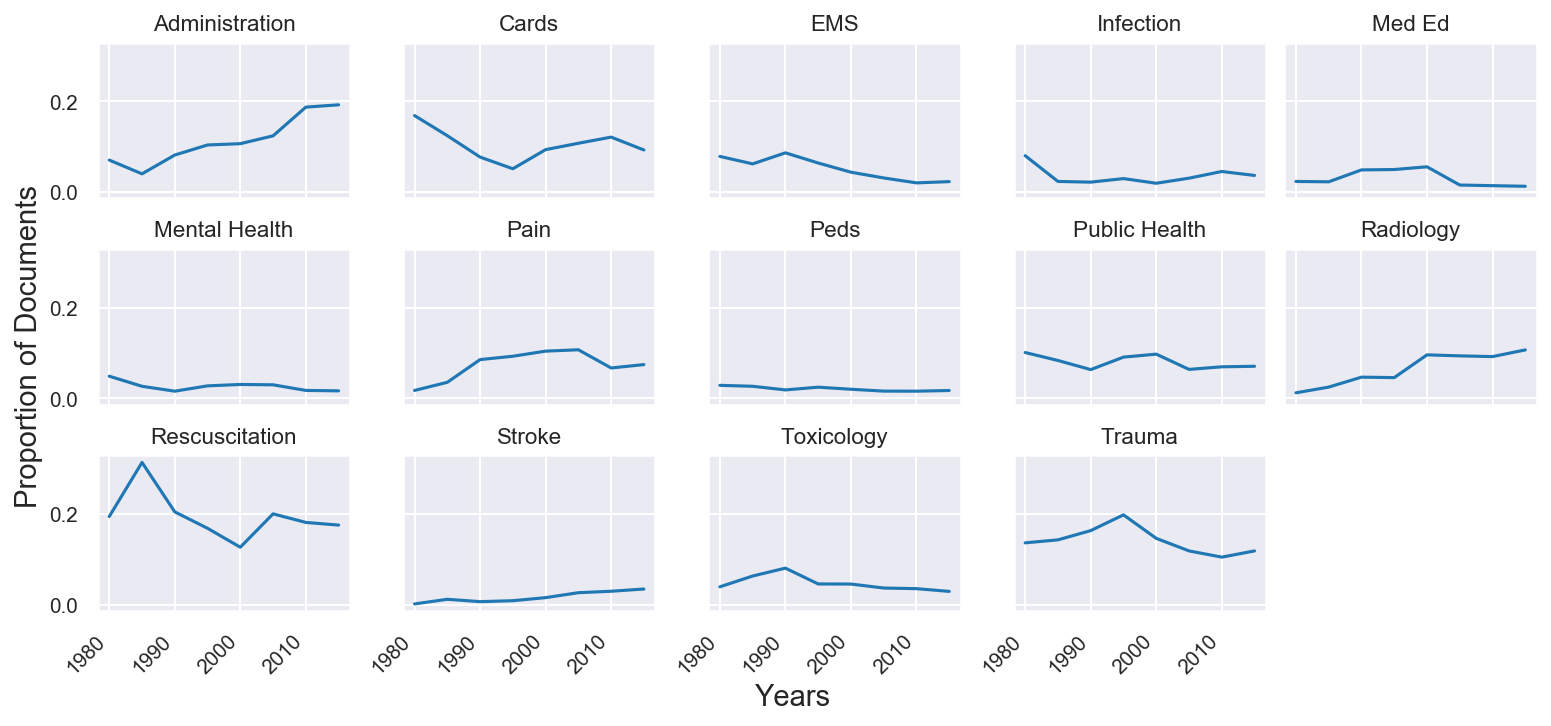 Administration Cards EMS Infection Med Ed
0.2
0.0
Mental Health Pain Peds Public Health Radiology
0.2
0.0
Rescuscitation Stroke Toxicology Trauma
0.2
0.0
1980 1990 2000 2010 1980 1990 2000 2010 1980 1990 2000 2010 1980 1990 2000 2010
Years
Proportion of Documents